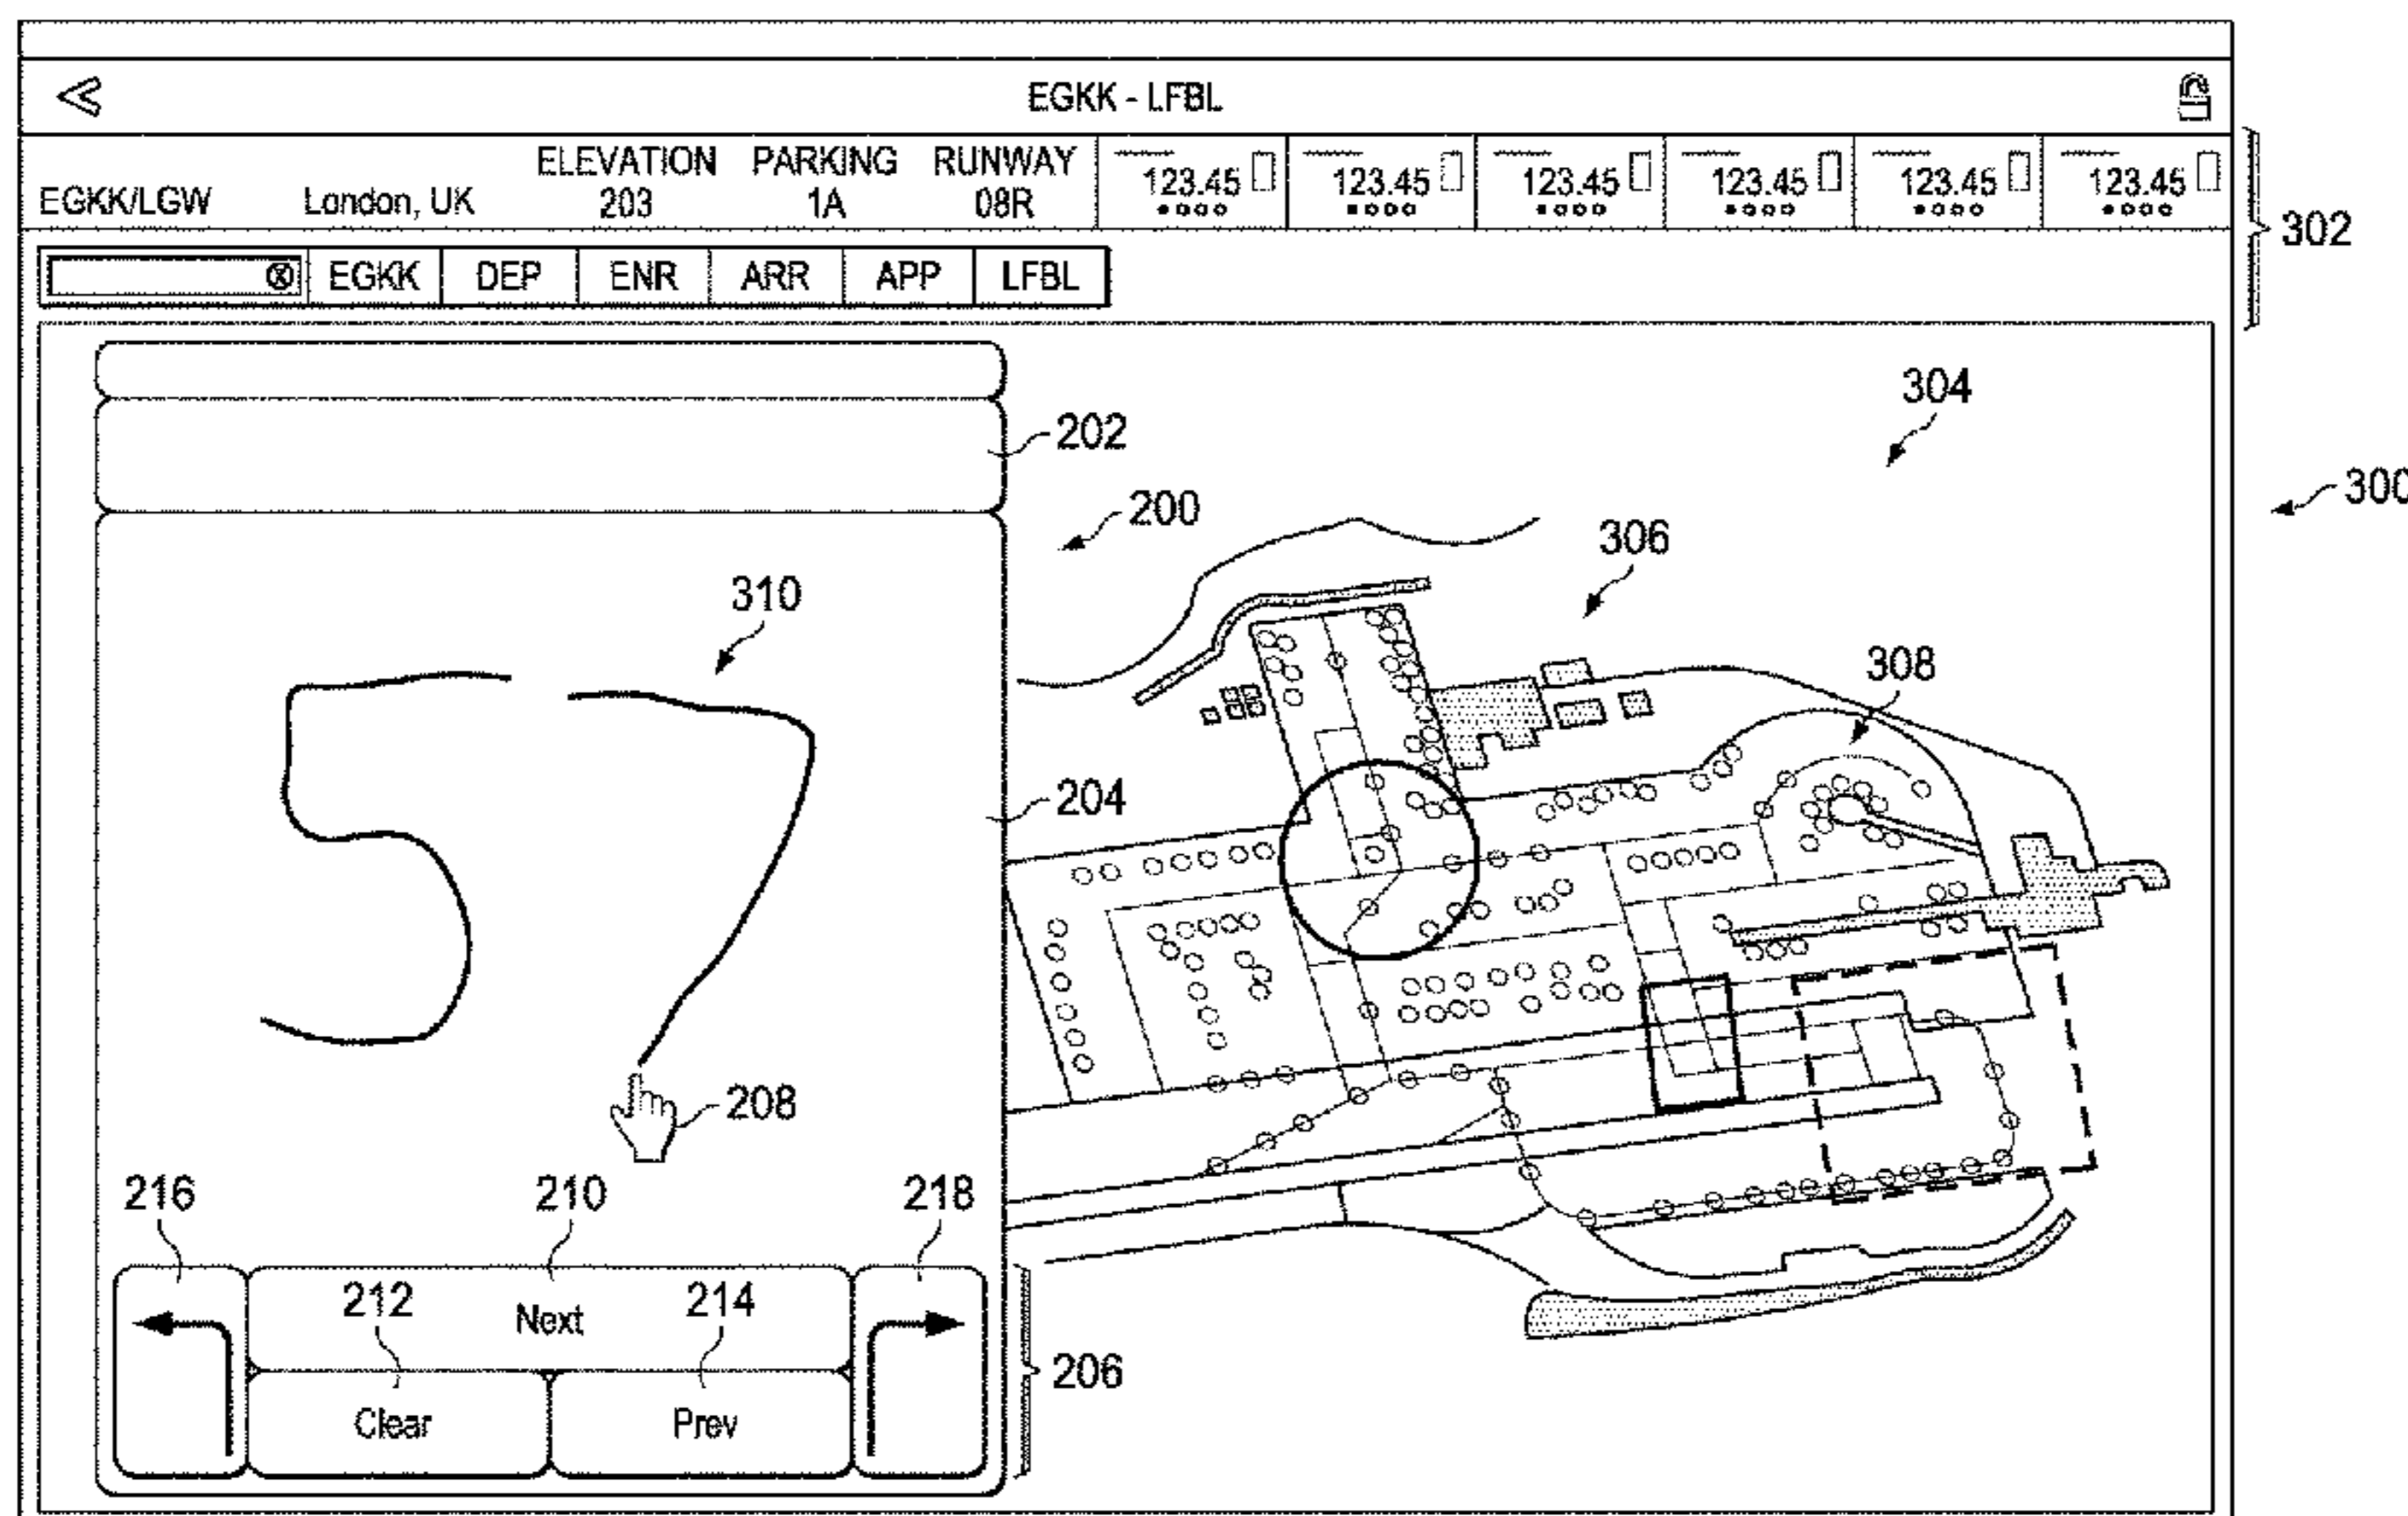 EGKK - LFBL
ELEVATION PARKING RUNWAY
EGKK/LGW London, UK 203 1A 08R
123.45 123.45 123.45 123.45 123.45 123.45
302
EGKK DEP ENR ARR APP LFBL
304
202
300
200
306
310
308
57
204
208
216 210 218
212 214
Next
206
Clear Prev